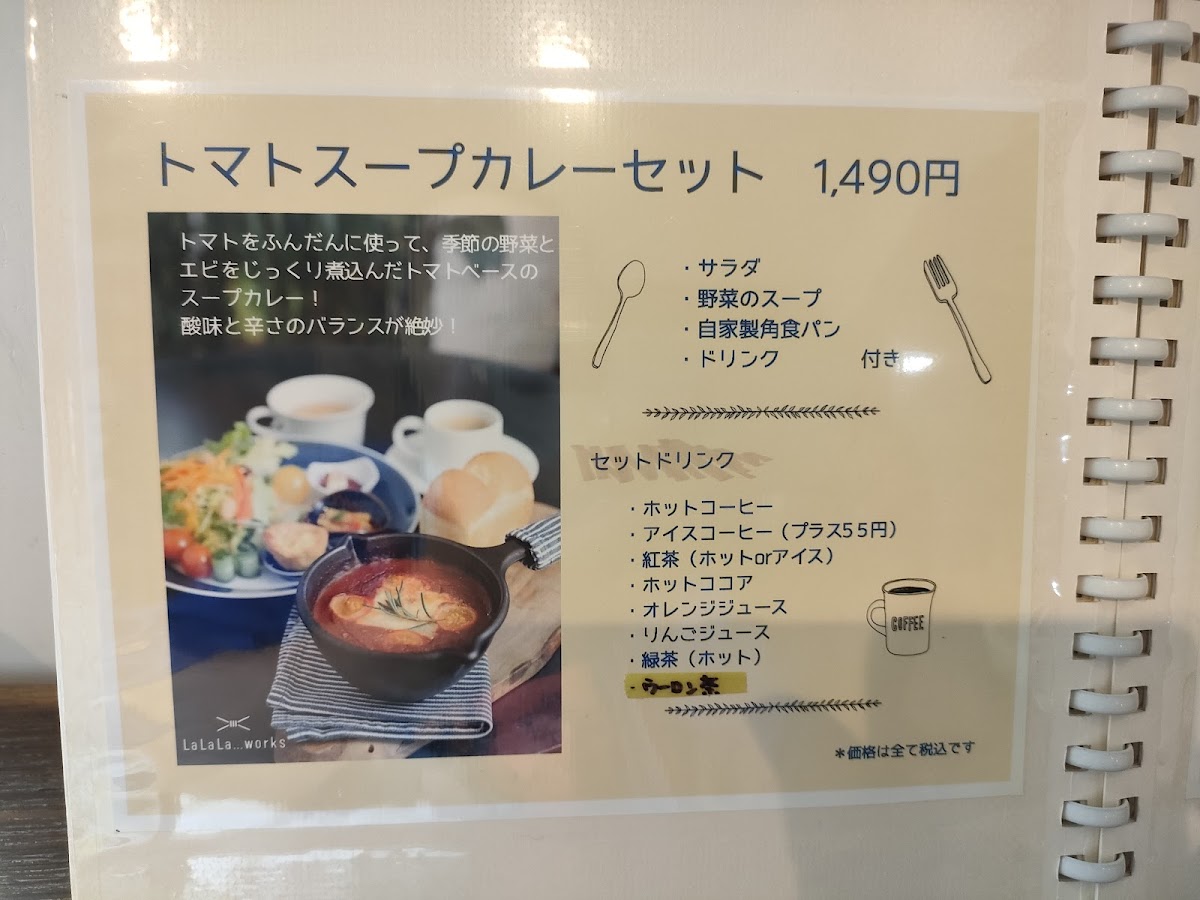 トマトスープカレーセット 1,490円
トマトをふんだんに使って、季節の野菜と
エビをじっくり煮込んだトマトベースの
スープカレー！
酸味と辛さのバランスが絶妙！
・サラダ
・野菜のスープ
・自家製角食パン
・ドリンク 付き
セットドリンク
・ホットコーヒー
・アイスコーヒー（プラス55円）
・紅茶（ホットorアイス）
・ホットココア
・オレンジジュース
・りんごジュース
・緑茶（ホット）
・ウーロン茶
COFFEE
LaLaLa...works
＊価格は全て税込です